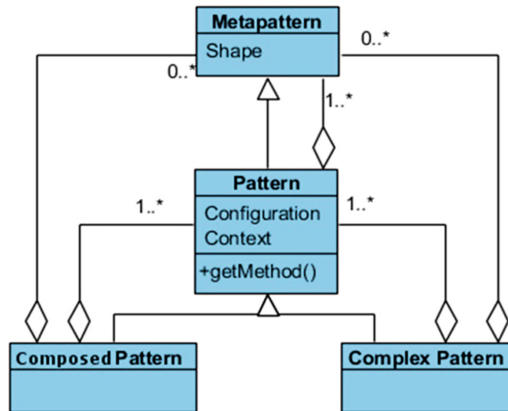 Metapattern
Shape
0..*
0..*
1..*
Pattern
Configuration
Context
+getMethod()
1..*
1..*
Composed Pattern
Complex Pattern